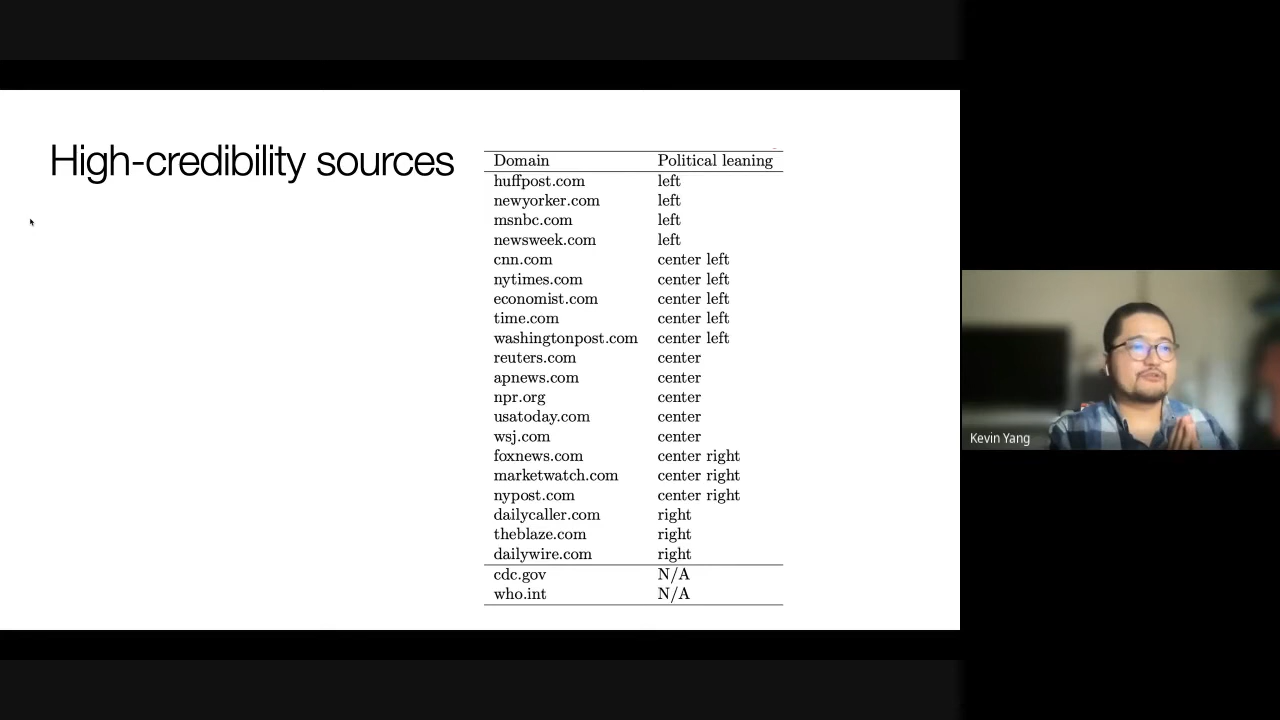 High-credibility sources
Domain Political leaning
huffpost.com left
newyorker.com left
msnbc.com left
newsweek.com left
cnn.com center left
nytimes.com center left
economist.com center left
time.com center left
washingtonpost.com center left
reuters.com center
apnews.com center
npr.org center
usatoday.com center
wsj.com center
foxnews.com center right
marketwatch.com center right
nypost.com center right
dailycaller.com right
theblaze.com right
dailywire.com right
cdc.gov N/A
who.int N/A
Kevin Yang